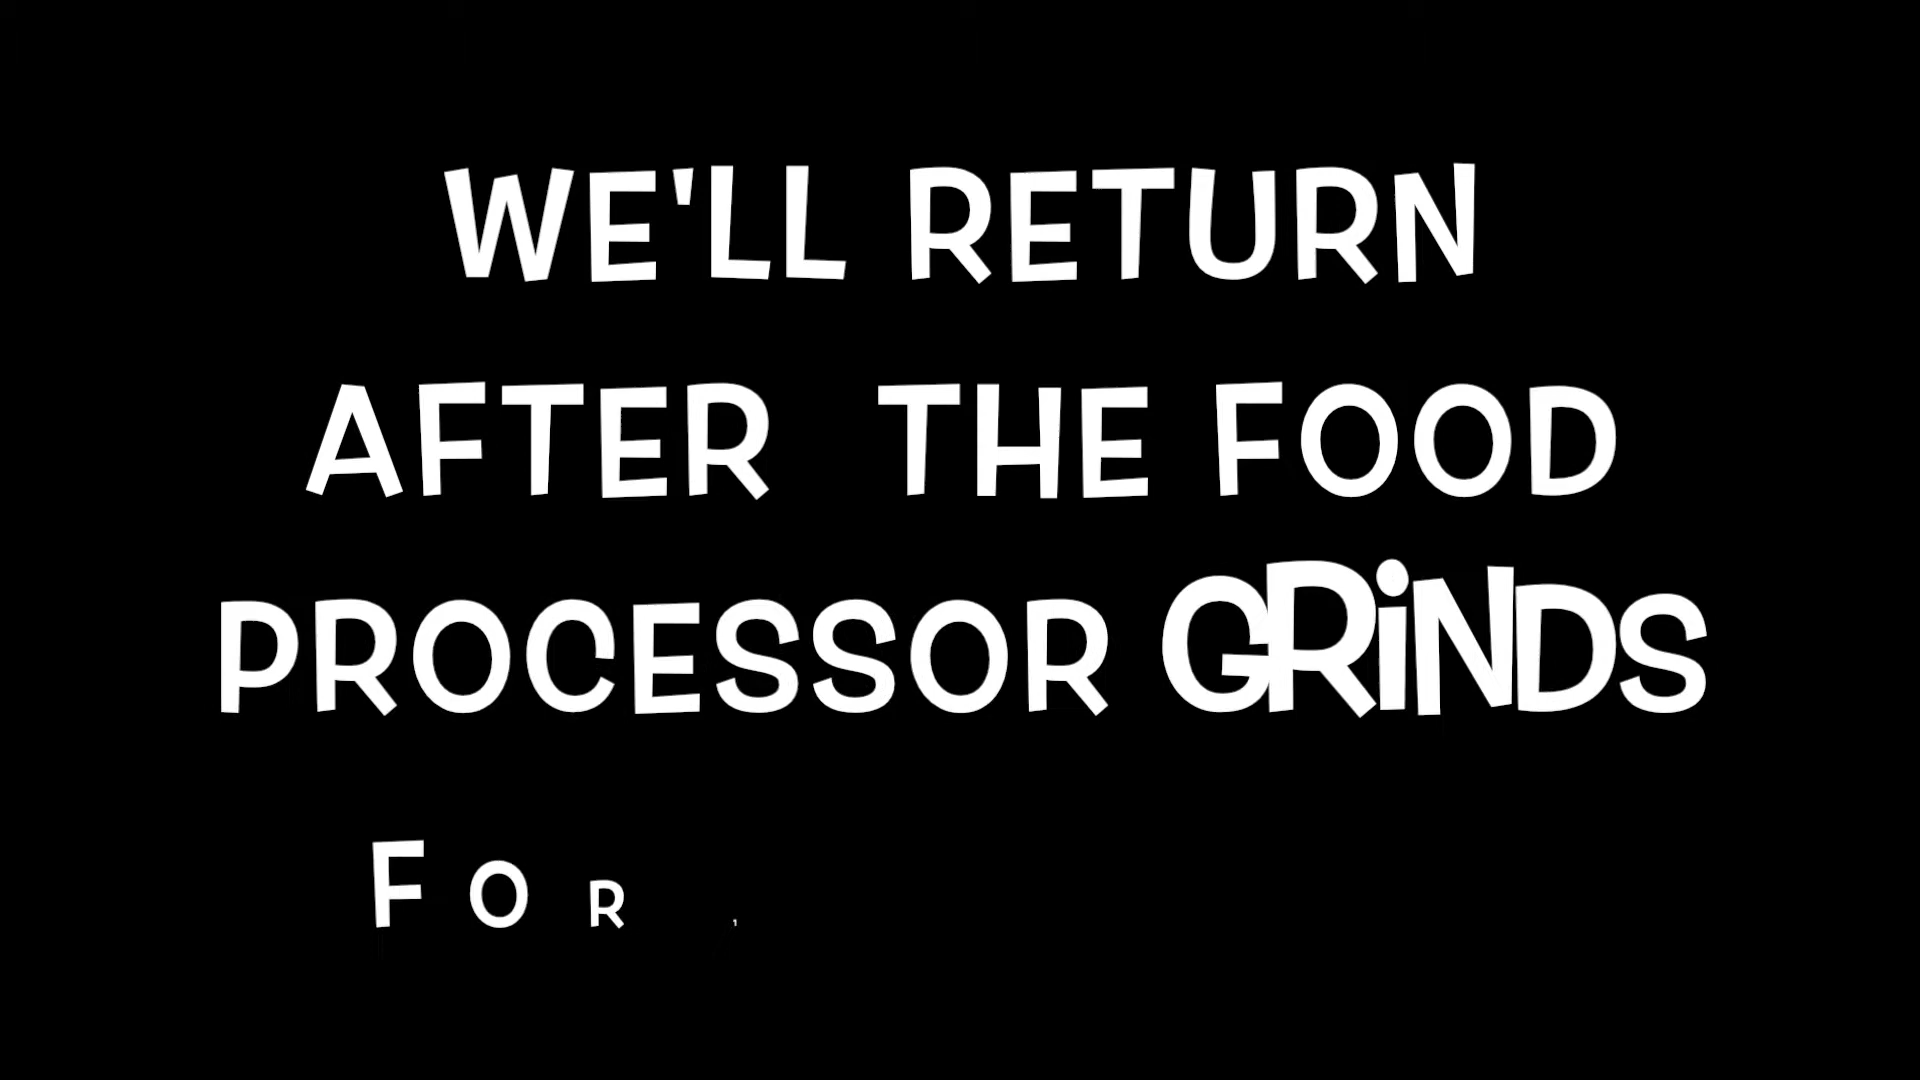 WE'LL RETURN
AFTER THE FOOD
PROCESSOR GRiNDS
FOR